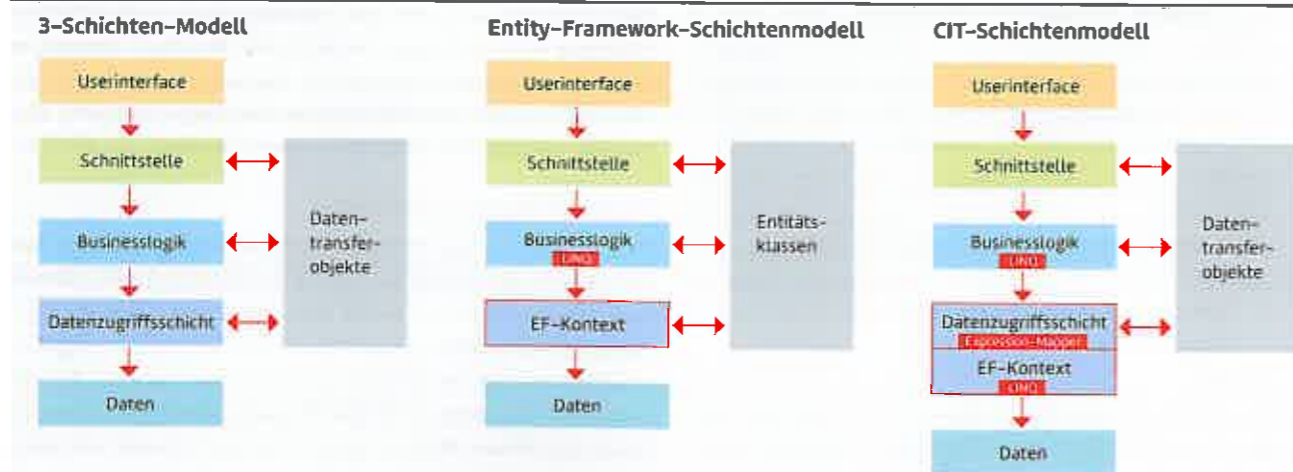 3-Schichten-Modell
Userinterface
Schnittstelle
Businesslogik
Datenzugriffsschicht
Daten
Daten-
transfer-
objekte
Entity-Framework-Schichtenmodell
Userinterface
Schnittstelle
Businesslogik
LINQ
EF-Kontext
Daten
Entitäts-
klassen
CIT-Schichtenmodell
Userinterface
Schnittstelle
Businesslogik
LINQ
Datenzugriffsschicht
Expression-Mapper
EF-Kontext
LINQ
Daten
Daten-
transfer-
objekte